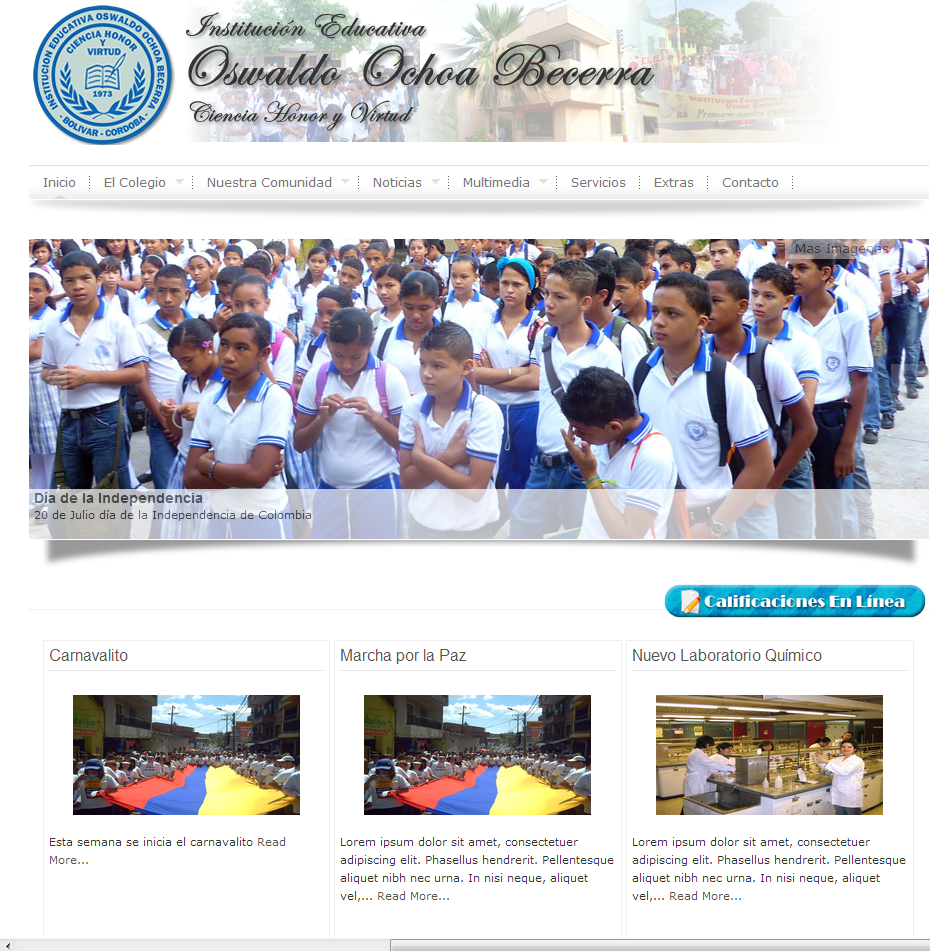 INSTITUCION EDUCATIVA OSWALDO OCHOA BECERRA
CIENCIA HONOR
Y
VIRTUD
1973
- BOLIVAR - CORDOBA -
Institución Educativa
Oswaldo Ochoa Becerra
Ciencia Honor y Virtud
Inicio
El Colegio
Nuestra Comunidad
Noticias
Multimedia
Servicios
Extras
Contacto
Mas Imagenes
Día de la Independencia
20 de Julio día de la Independencia de Colombia
Calificaciones En Línea
Carnavalito
Esta semana se inicia el carnavalito Read
More...
Marcha por la Paz
Lorem ipsum dolor sit amet, consectetuer
adipiscing elit. Phasellus hendrerit. Pellentesque
aliquet nibh nec urna. In nisi neque, aliquet
vel,... Read More...
Nuevo Laboratorio Químico
Lorem ipsum dolor sit amet, consectetuer
adipiscing elit. Phasellus hendrerit. Pellentesque
aliquet nibh nec urna. In nisi neque, aliquet
vel,... Read More...